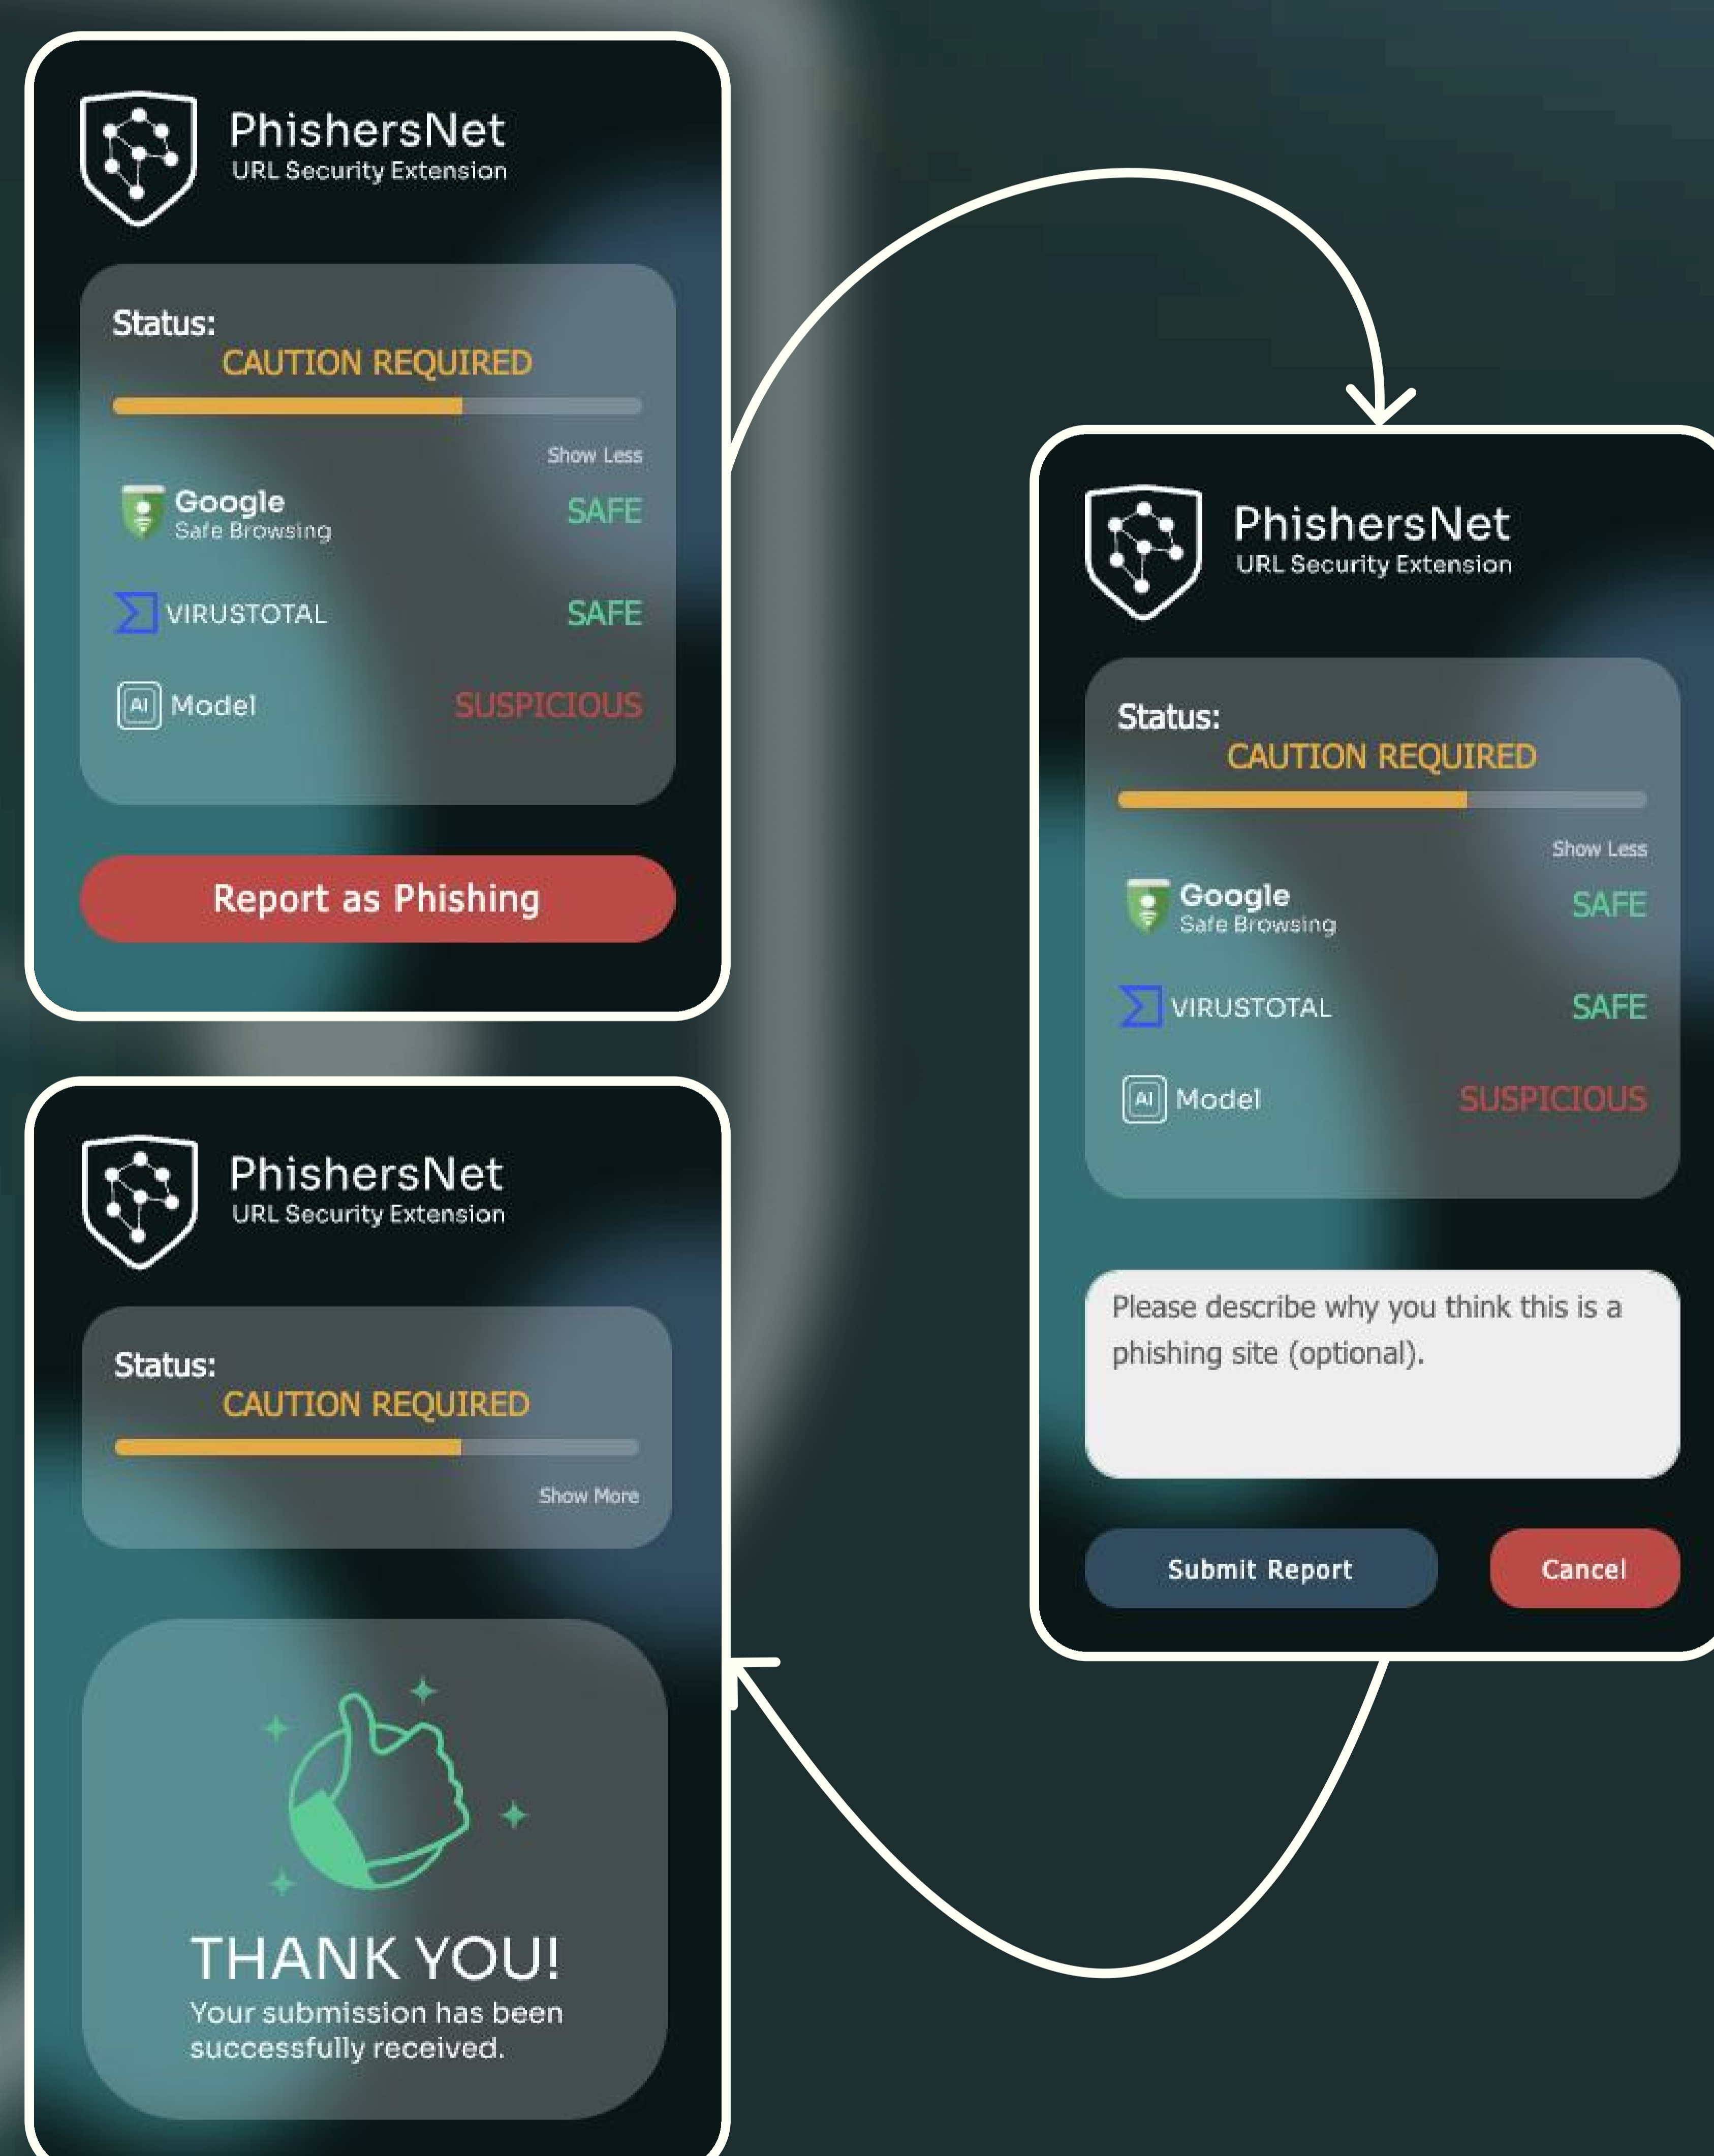 PhishersNet
URL Security Extension
Status:
CAUTION REQUIRED
Show Less
Google
Safe Browsing
SAFE
VIRUSTOTAL
SAFE
AI Model
SUSPICIOUS
Report as Phishing
PhishersNet
URL Security Extension
Status:
CAUTION REQUIRED
Show Less
Google
Safe Browsing
SAFE
VIRUSTOTAL
SAFE
AI Model
SUSPICIOUS
Please describe why you think this is a
phishing site (optional).
Submit Report
Cancel
PhishersNet
URL Security Extension
Status:
CAUTION REQUIRED
Show More
THANK YOU!
Your submission has been
successfully received.